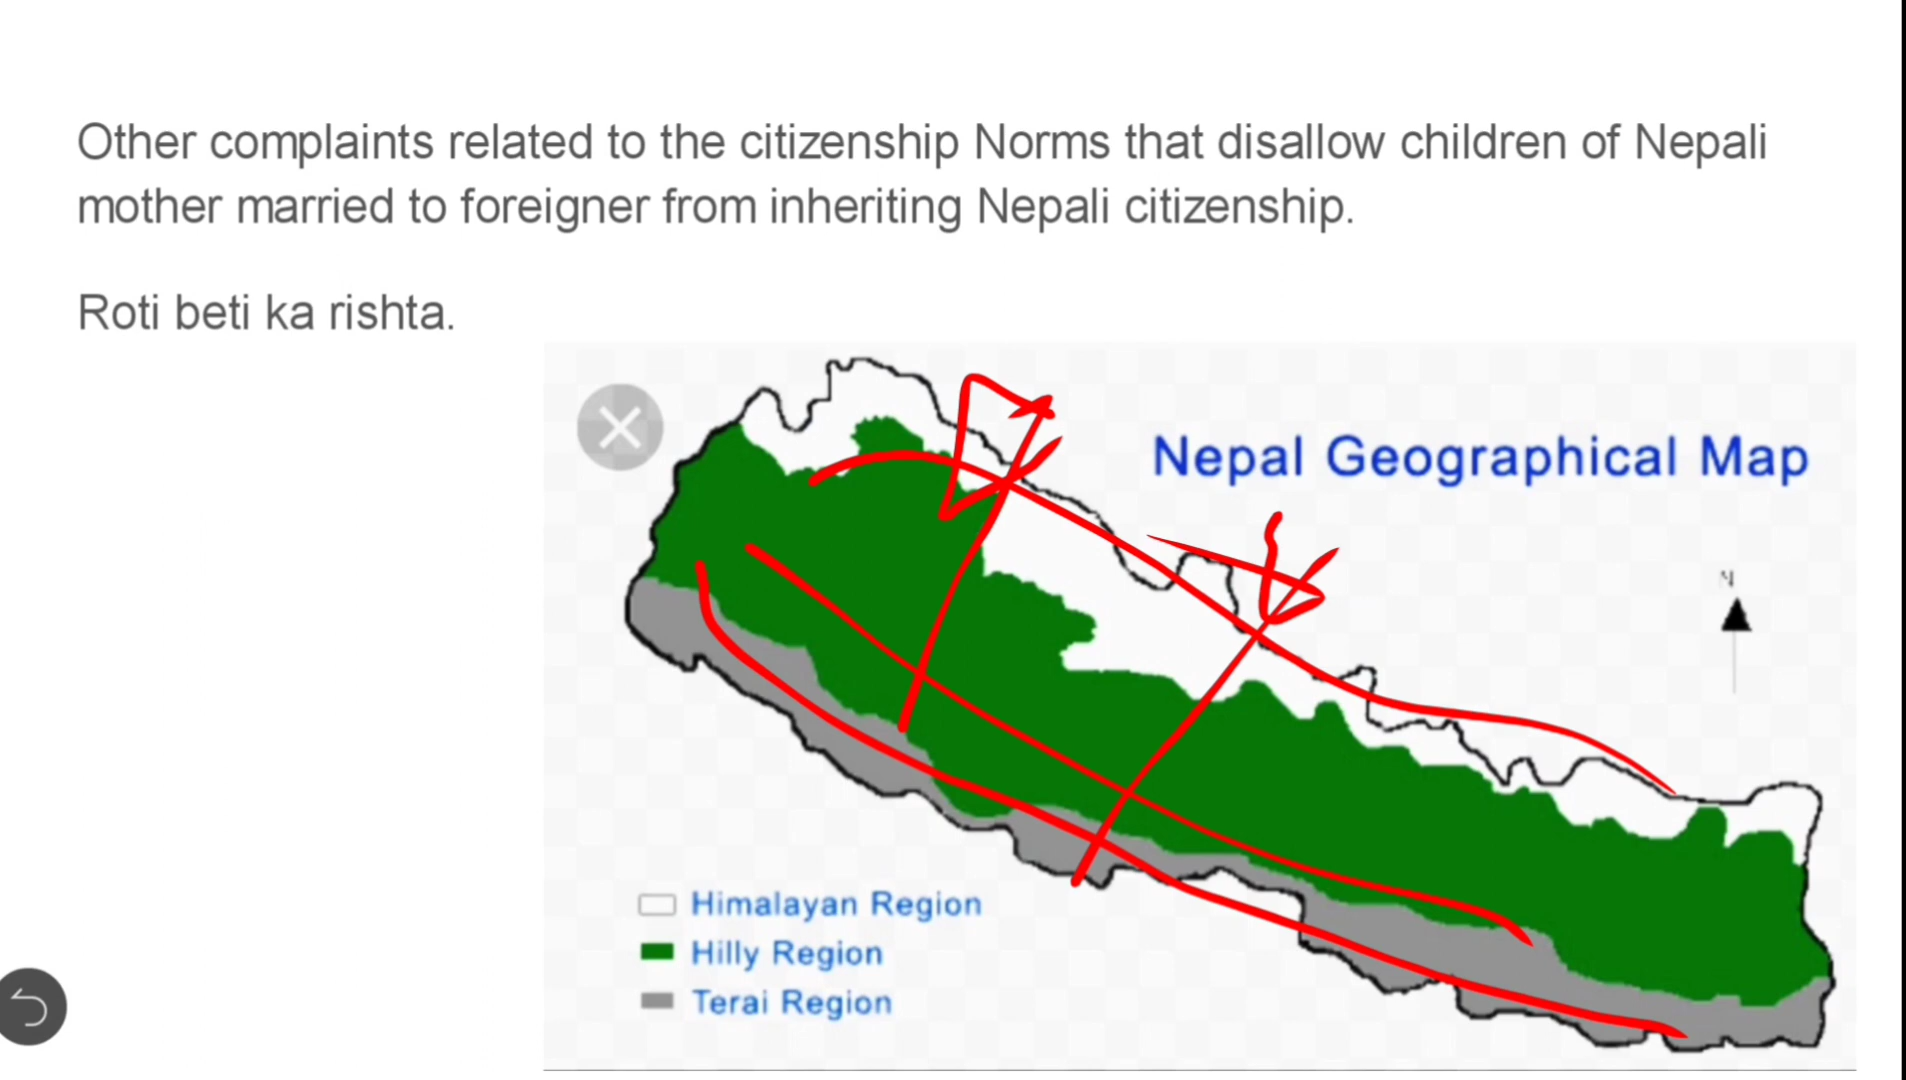 Other complaints related to the citizenship Norms that disallow children of Nepali
mother married to foreigner from inheriting Nepali citizenship.
Roti beti ka rishta.
Nepal Geographical Map
N
Himalayan Region
Hilly Region
Terai Region